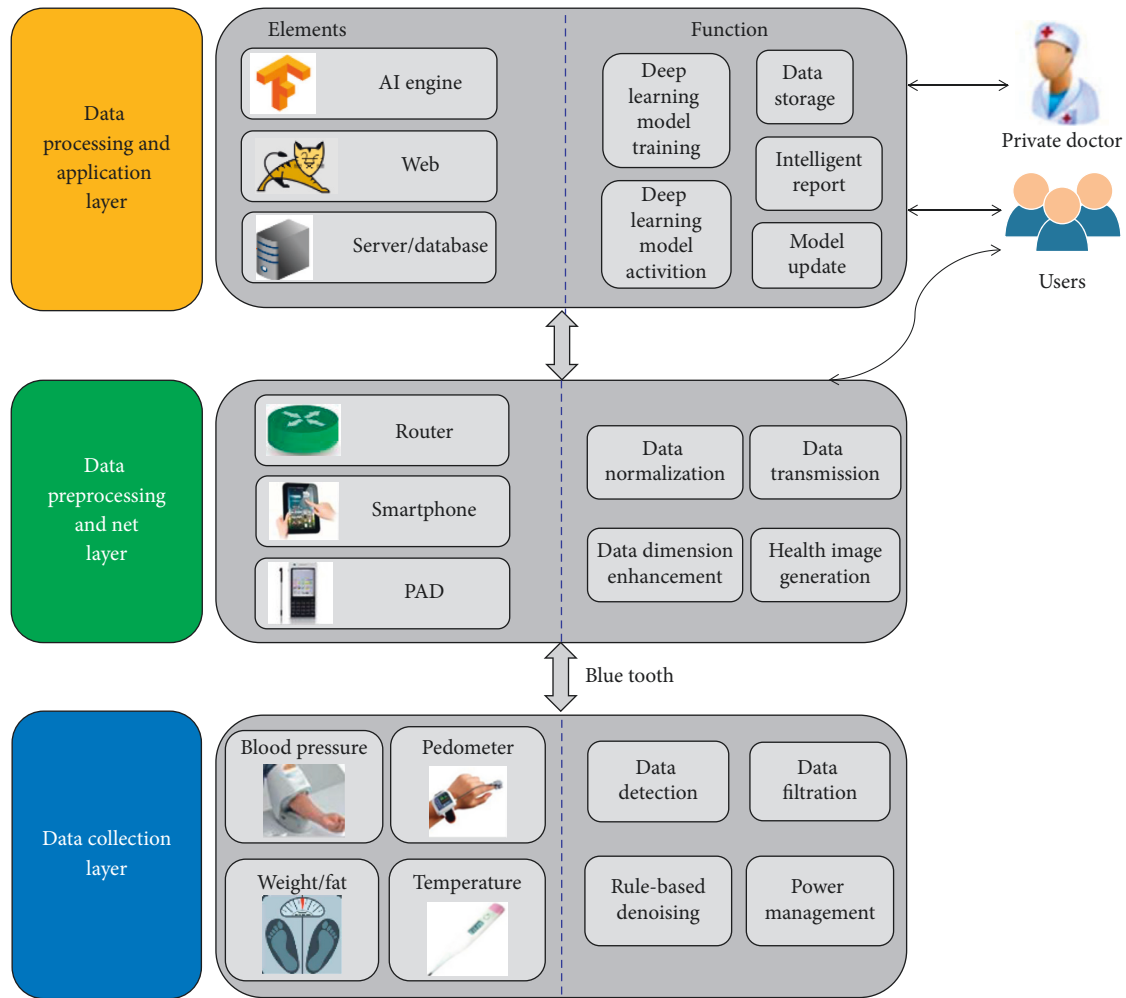 Elements
Function
Data
processing and
application
layer
AI engine
Web
Server/database
Deep
learning
model
training
Data
storage
Intelligent
report
Deep
learning
model
activition
Model
update
Private doctor
Users
Data
preprocessing
and net
layer
Router
Smartphone
PAD
Data
normalization
Data
transmission
Data dimension
enhancement
Health image
generation
Blue tooth
Data collection
layer
Blood pressure
Pedometer
Weight/fat
Temperature
Data
detection
Data
filtration
Rule-based
denoising
Power
management